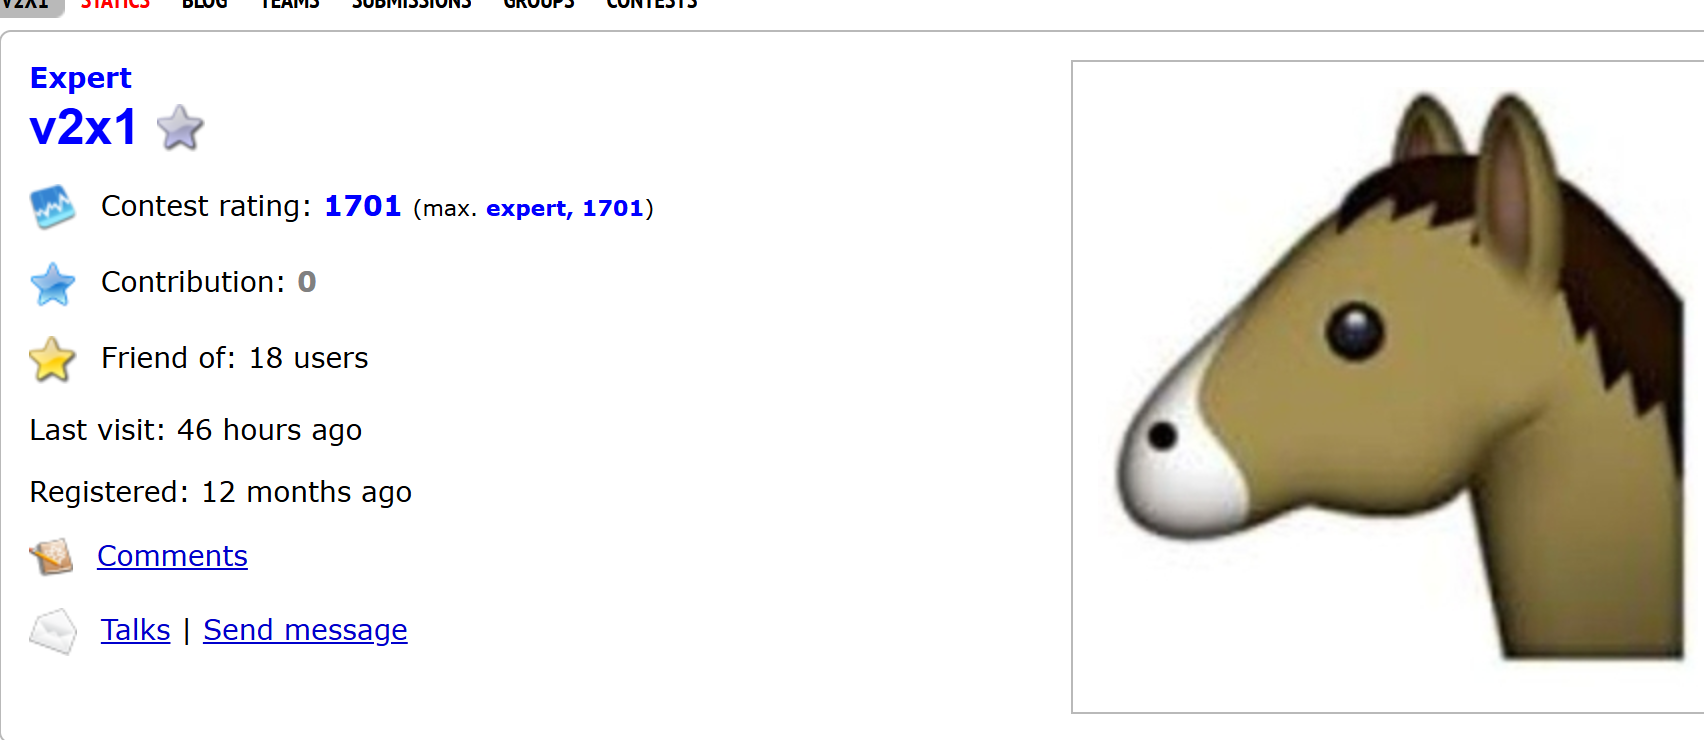 V2X1 STATICS BLOG TEAMS SUBMISSIONS GROUPS CONTESTS
Expert
v2x1
Contest rating: 1701 (max. expert, 1701)
Contribution: 0
Friend of: 18 users
Last visit: 46 hours ago
Registered: 12 months ago
Comments
Talks | Send message